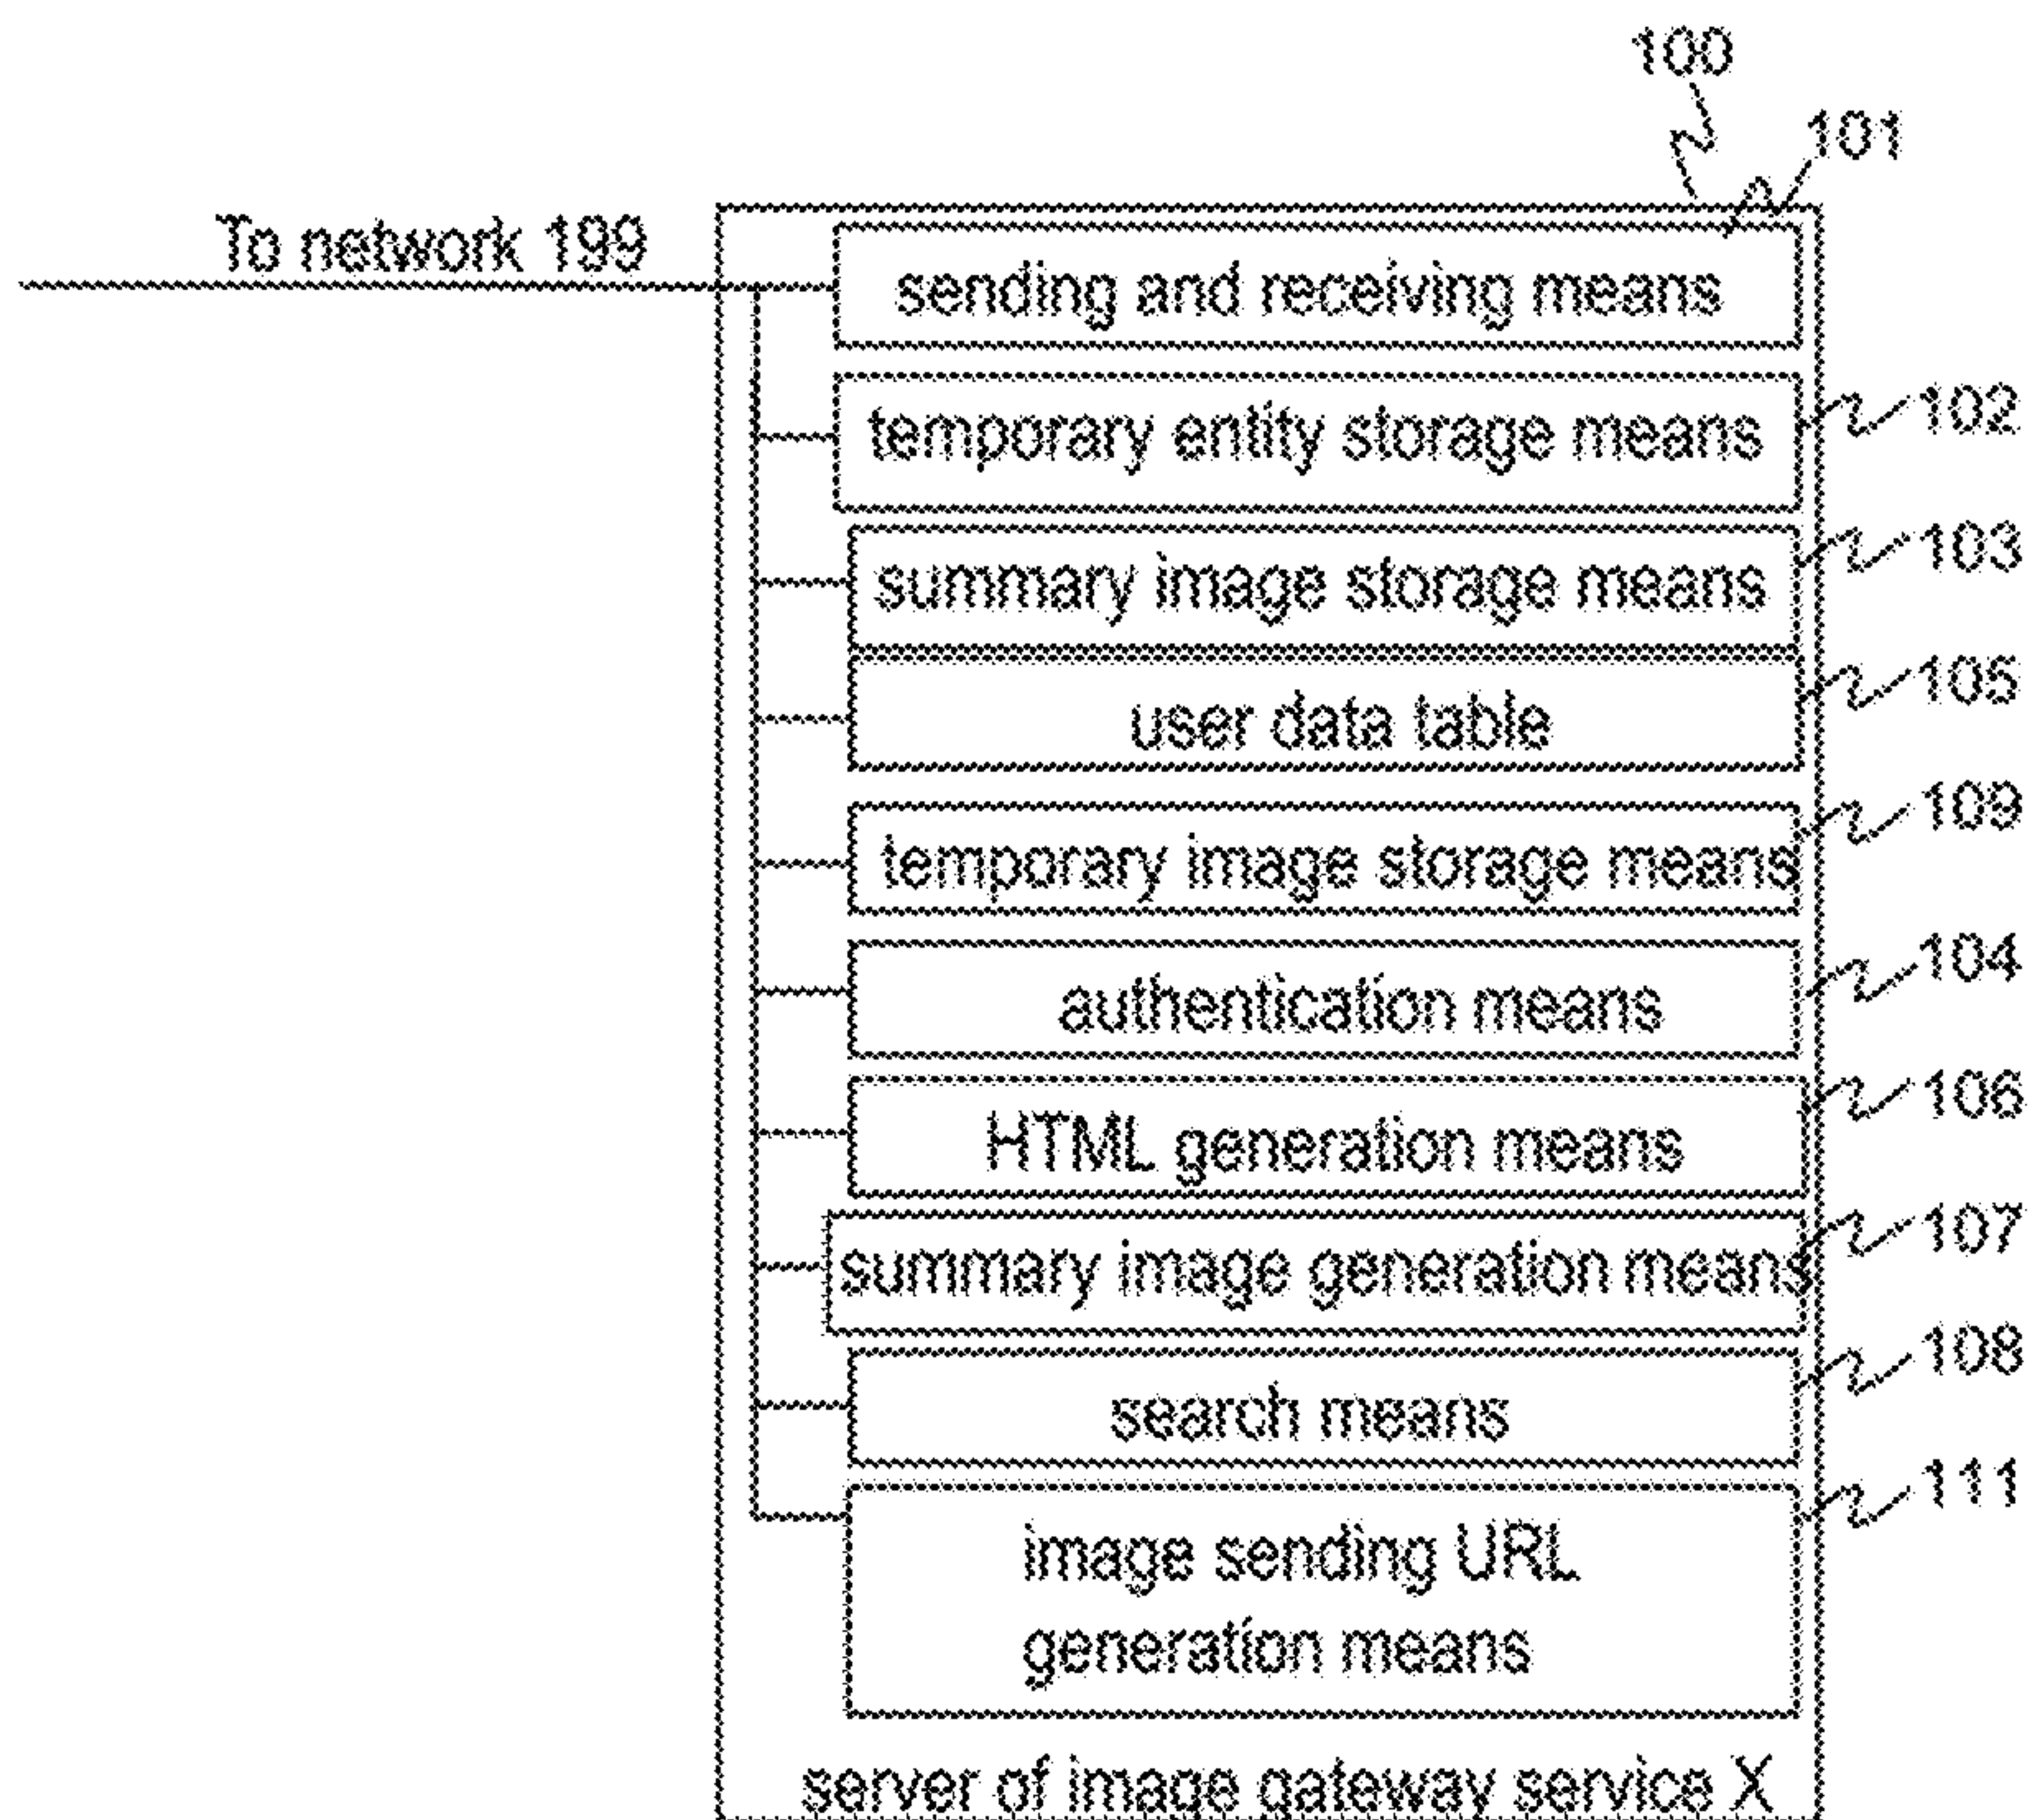 100
101
To network 199
sending and receiving means
temporary entity storage means
102
summary image storage means
103
user data table
105
temporary image storage means
109
authentication means
104
HTML generation means
106
summary image generation means
107
search means
108
image sending URL
generation means
111
server of image gateway service X